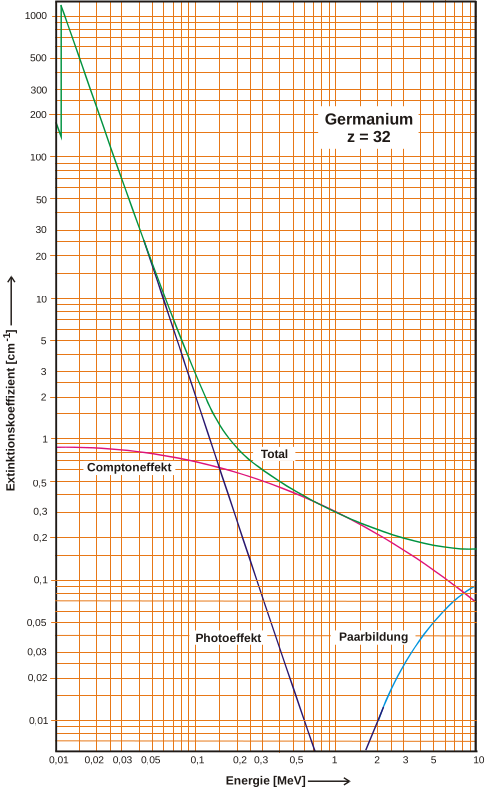 1000
500
300
200
100
50
30
20
10
5
3
2
1
0,5
0,3
0,2
0,1
0,05
0,03
0,02
0,01
Extinktionskoeffizient [cm⁻¹]
Germanium
z = 32
Total
Comptoneffekt
Photoeffekt
Paarbildung
0,01 0,02 0,03 0.05 0,1 0,2 0,3 0,5 1 2 3 5 10
Energie [MeV]